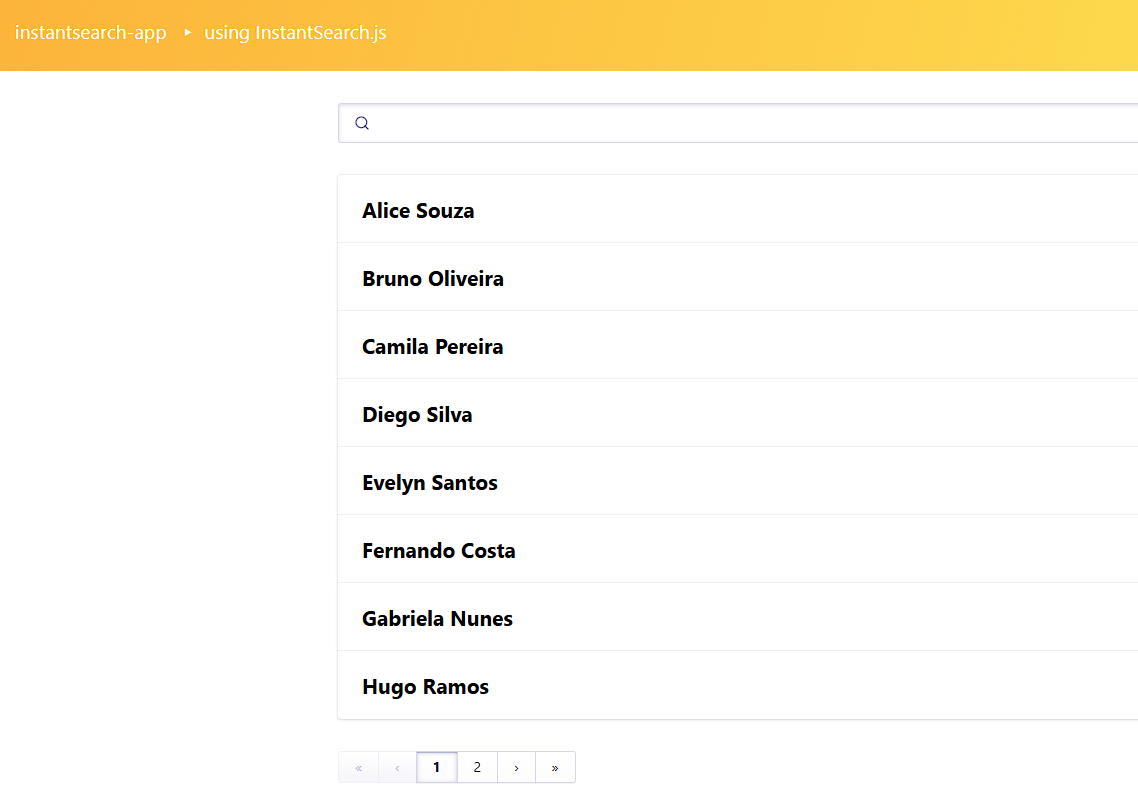 instantsearch-app ‣ using InstantSearch.js
Alice Souza
Bruno Oliveira
Camila Pereira
Diego Silva
Evelyn Santos
Fernando Costa
Gabriela Nunes
Hugo Ramos
« ‹ 1 2 › »